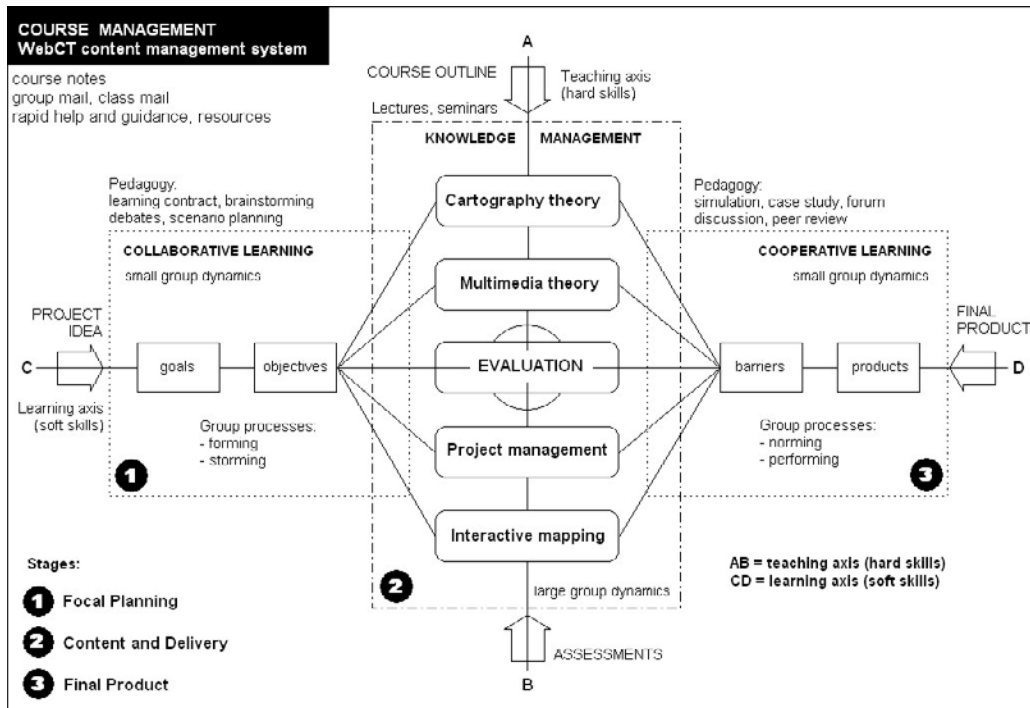 COURSE MANAGEMENT
WebCT content management system
course notes
group mail, class mail
rapid help and guidance, resources
A
COURSE OUTLINE
Teaching axis
(hard skills)
Lectures, seminars
KNOWLEDGE MANAGEMENT
Pedagogy:
learning contract, brainstorming
debates, scenario planning
COLLABORATIVE LEARNING
small group dynamics
Cartography theory
Multimedia theory
EVALUATION
Project management
Interactive mapping
Pedagogy:
simulation, case study, forum
discussion, peer review
COOPERATIVE LEARNING
small group dynamics
PROJECT
IDEA
C
Learning axis
(soft skills)
goals
objectives
Group processes:
- forming
- storming
1
barriers
products
FINAL
PRODUCT
D
Group processes:
- norming
- performing
3
2
large group dynamics
ASSESSMENTS
B
Stages:
1 Focal Planning
2 Content and Delivery
3 Final Product
AB = teaching axis (hard skills)
CD = learning axis (soft skills)